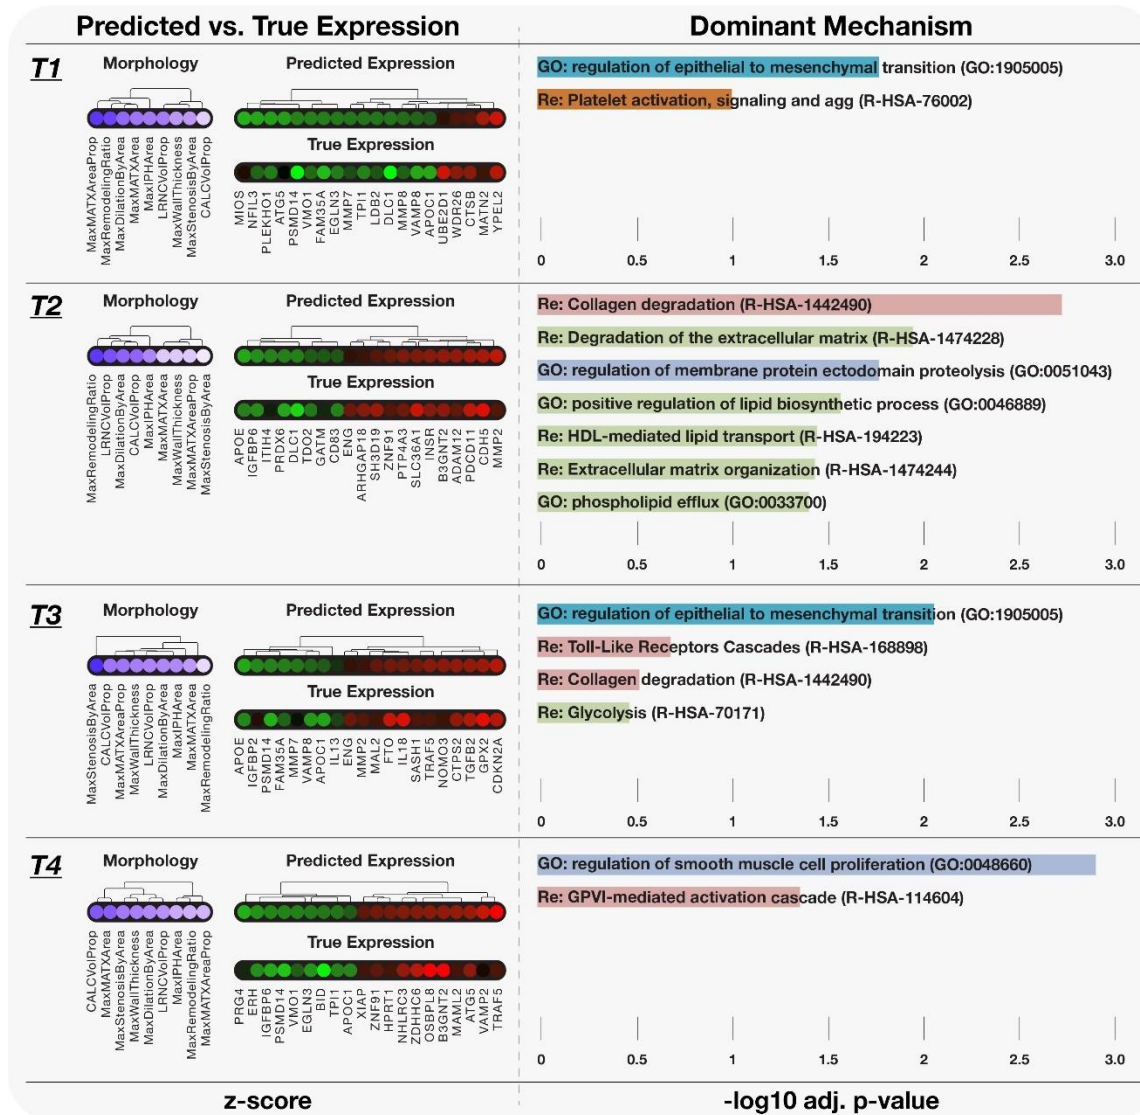 Predicted vs. True Expression
Dominant Mechanism
T1
Morphology
MaxMATXAreaProp
MaxRemodelingRatio
MaxDilationByArea
MaxMATXArea
MaxIPHArea
LRNCVolProp
MaxWallThickness
MaxStenosisByArea
CALCVolProp
Predicted Expression
True Expression
MIOS
NFIL3
PLEKHO1
ATG5
PSMD14
VMO1
FAM35A
EGLN3
MMP7
TPI1
LDB2
DLC1
MMP8
VAMP8
APOC1
UBE2D1
WDR26
CTSB
MATN2
YPEL2
GO: regulation of epithelial to mesenchymal transition (GO:1905005)
Re: Platelet activation, signaling and agg (R-HSA-76002)
0 0.5 1 1.5 2 2.5 3.0
T2
Morphology
MaxRemodelingRatio
LRNCVolProp
MaxDilationByArea
CALCVolProp
MaxIPHArea
MaxMATXArea
MaxWallThickness
MaxMATXAreaProp
MaxStenosisByArea
Predicted Expression
True Expression
APOE
IGFBP6
ITIH4
PRDX6
DLC1
TDO2
GATM
CD83
ENG
ARHGAP18
SH3D19
ZNF91
PTP4A3
SLC36A1
INSR
B3GNT2
ADAM12
PDCD11
CDH5
MMP2
Re: Collagen degradation (R-HSA-1442490)
Re: Degradation of the extracellular matrix (R-HSA-1474228)
GO: regulation of membrane protein ectodomain proteolysis (GO:0051043)
GO: positive regulation of lipid biosynthetic process (GO:0046889)
Re: HDL-mediated lipid transport (R-HSA-194223)
Re: Extracellular matrix organization (R-HSA-1474244)
GO: phospholipid efflux (GO:0033700)
0 0.5 1 1.5 2 2.5 3.0
T3
Morphology
MaxStenosisByArea
CALCVolProp
MaxMATXAreaProp
MaxWallThickness
LRNCVolProp
MaxDilationByArea
MaxIPHArea
MaxMATXArea
MaxRemodelingRatio
Predicted Expression
True Expression
APOE
IGFBP2
PSMD14
FAM35A
MMP7
VAMP8
APOC1
IL13
ENG
MMP2
MAL2
FTO
IL18
SASH1
TRAF5
NOMO3
CTPS2
TGFB2
GPX2
CDKN2A
GO: regulation of epithelial to mesenchymal transition (GO:1905005)
Re: Toll-Like Receptors Cascades (R-HSA-168898)
Re: Collagen degradation (R-HSA-1442490)
Re: Glycolysis (R-HSA-70171)
0 0.5 1 1.5 2 2.5 3.0
T4
Morphology
CALCVolProp
MaxMATXArea
MaxStenosisByArea
MaxWallThickness
MaxDilationByArea
LRNCVolProp
MaxIPHArea
MaxRemodelingRatio
MaxMATXAreaProp
Predicted Expression
True Expression
PRG4
ERH
IGFBP6
PSMD14
VMO1
EGLN3
BID
TPI1
APOC1
XIAP
ZNF91
HPRT1
NHLRC3
ZDHHC6
OSBPL8
B3GNT2
MAML2
ATG5
VAMP2
TRAF5
GO: regulation of smooth muscle cell proliferation (GO:0048660)
Re: GPVI-mediated activation cascade (R-HSA-114604)
0 0.5 1 1.5 2 2.5 3.0
z-score
-log10 adj. p-value